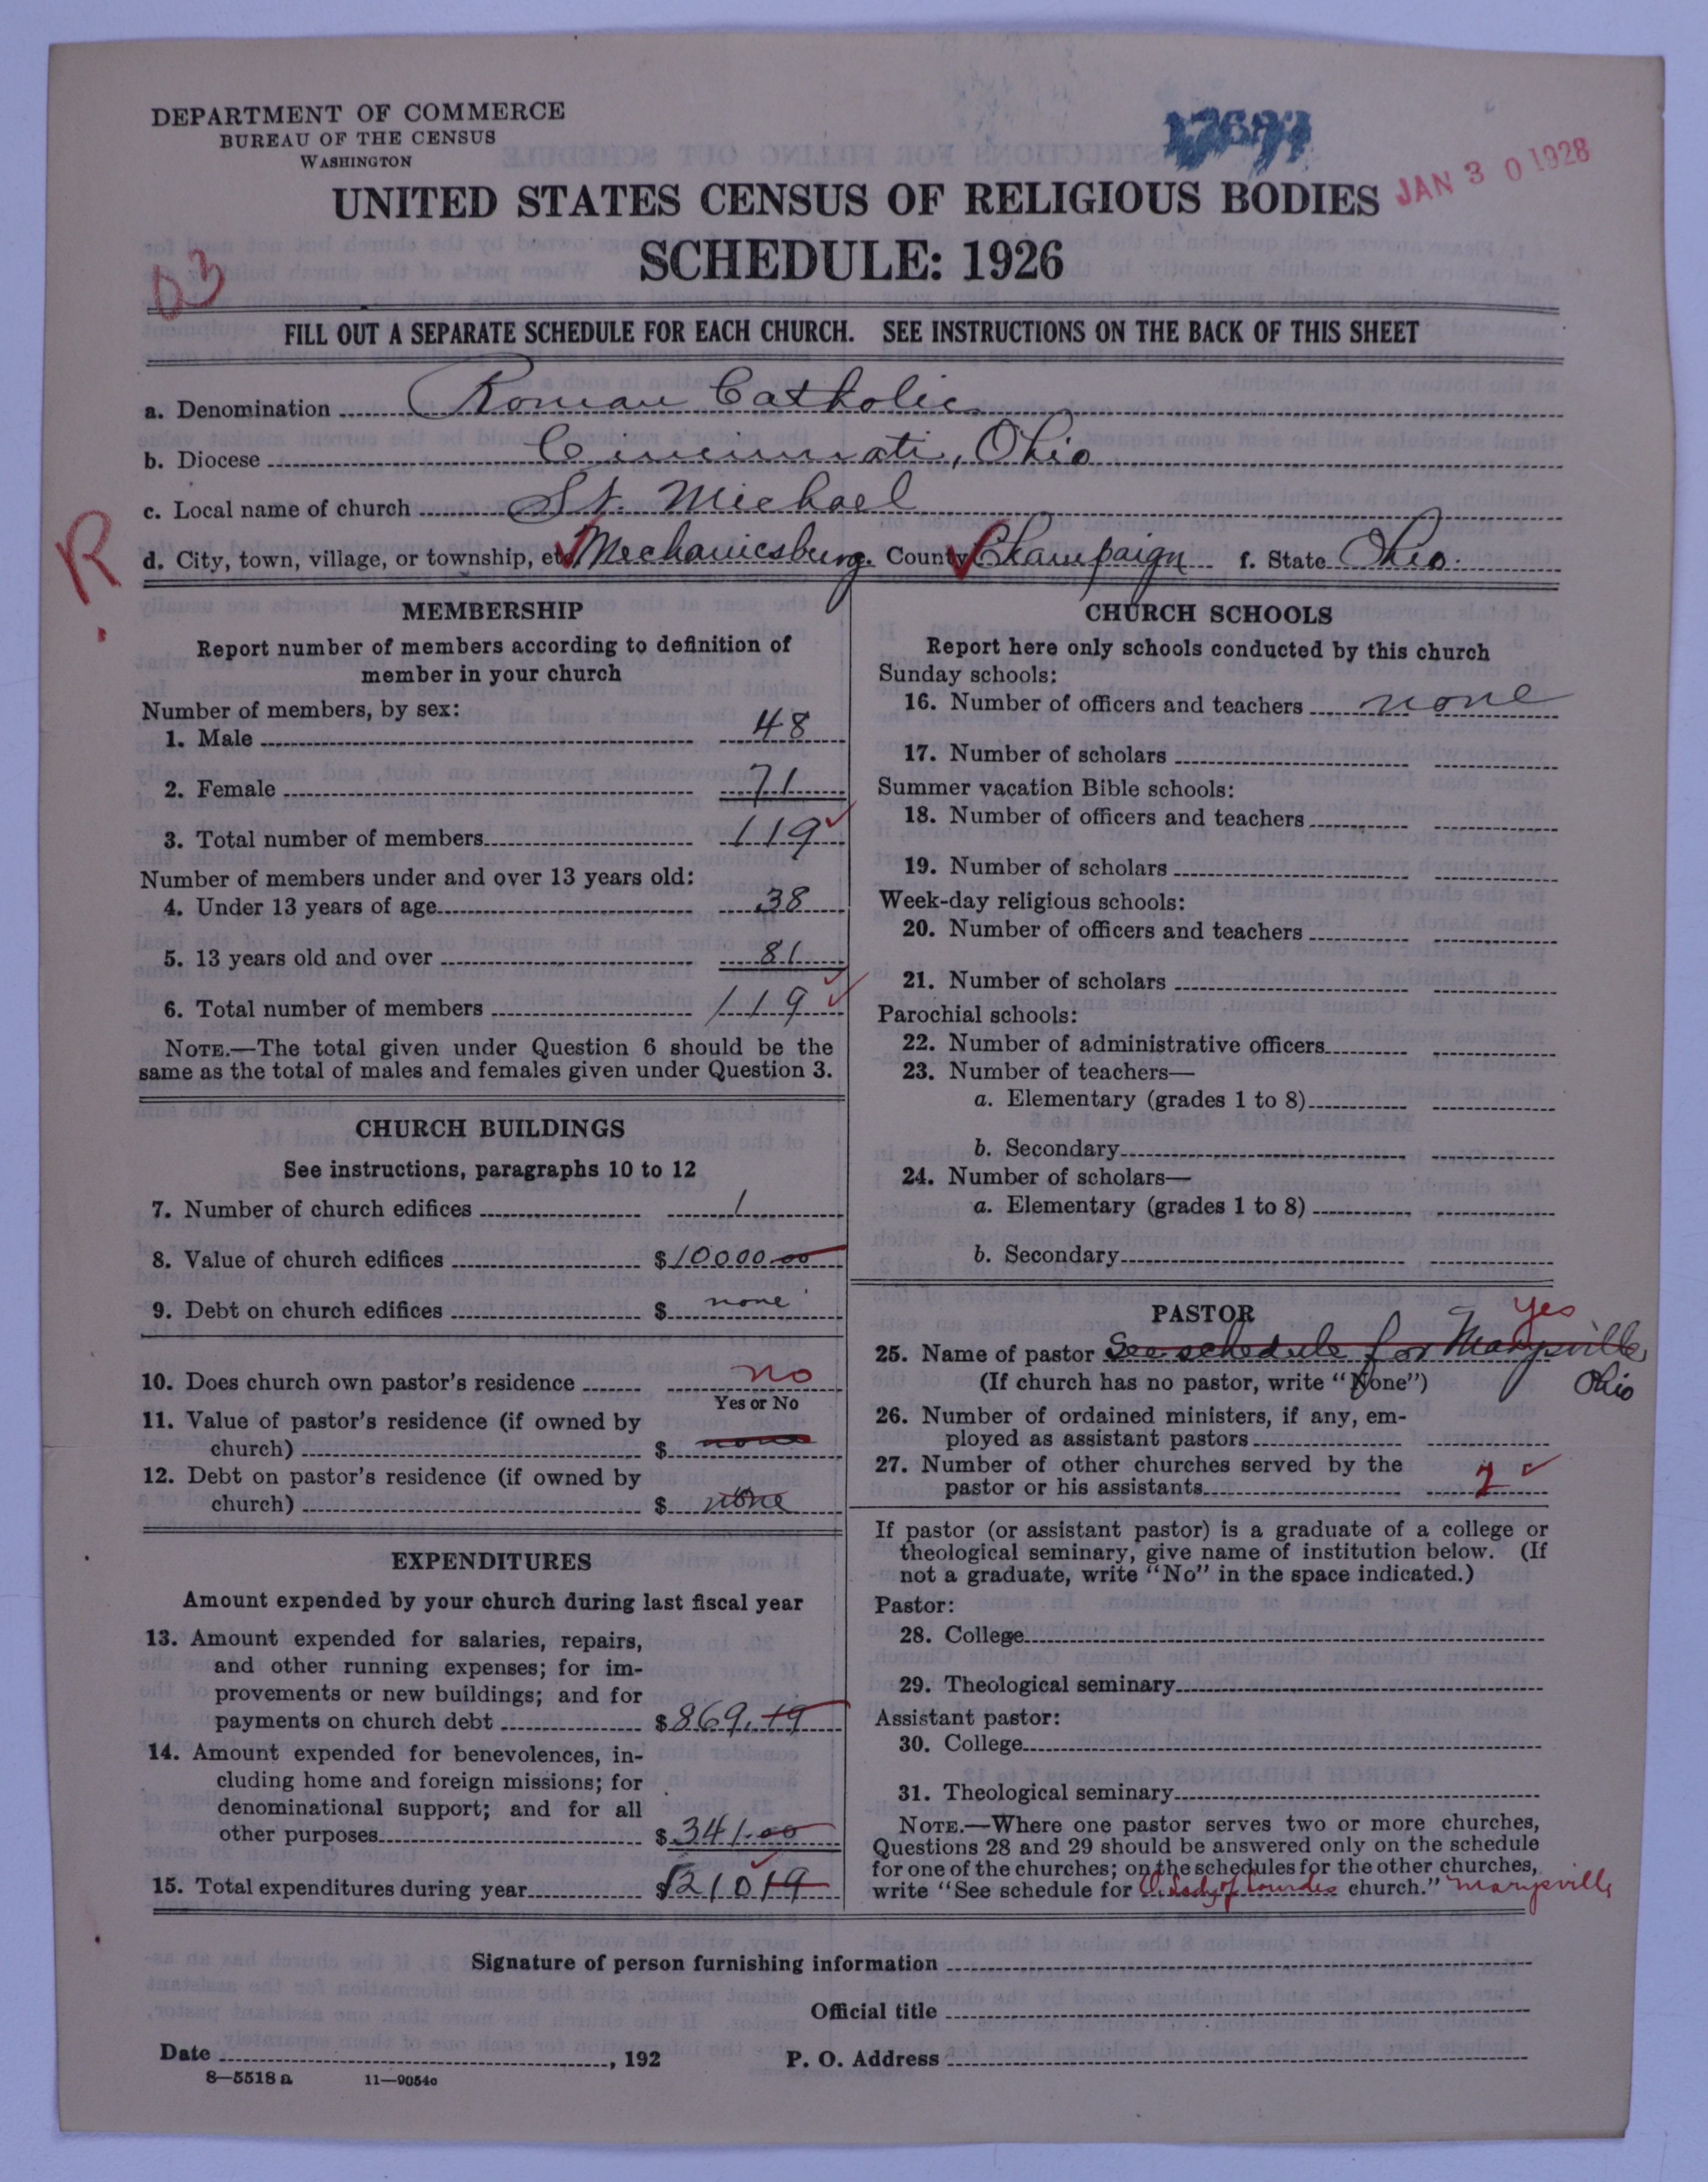 DEPARTMENT OF COMMERCE
BUREAU OF THE CENSUS
WASHINGTON
JAN 30 1928
UNITED STATES CENSUS OF RELIGIOUS BODIES
SCHEDULE: 1926
FILL OUT A SEPARATE SCHEDULE FOR EACH CHURCH. SEE INSTRUCTIONS ON THE BACK OF THIS SHEET
a. Denomination Roman Catholic
b. Diocese Cincinnati, Ohio
c. Local name of church St. Michael
R
d. City, town, village, or township, etc. Mechanicsburg. County Champaign f. State Ohio.
MEMBERSHIP
Report number of members according to definition of
member in your church
Number of members, by sex:
1. Male 48
2. Female 71
3. Total number of members 119
Number of members under and over 13 years old:
4. Under 13 years of age 38
5. 13 years old and over 81
6. Total number of members 119
NOTE.—The total given under Question 6 should be the
same as the total of males and females given under Question 3.
CHURCH BUILDINGS
See instructions, paragraphs 10 to 12
7. Number of church edifices 1
8. Value of church edifices $10000.00
9. Debt on church edifices $ none
10. Does church own pastor's residence no
Yes or No
11. Value of pastor's residence (if owned by
church) $ none
12. Debt on pastor's residence (if owned by
church) $ none
EXPENDITURES
Amount expended by your church during last fiscal year
13. Amount expended for salaries, repairs,
and other running expenses; for im-
provements or new buildings; and for
payments on church debt $869.19
14. Amount expended for benevolences, in-
cluding home and foreign missions; for
denominational support; and for all
other purposes $341.00
15. Total expenditures during year $1210 19
CHURCH SCHOOLS
Report here only schools conducted by this church
Sunday schools:
16. Number of officers and teachers none
17. Number of scholars
Summer vacation Bible schools:
18. Number of officers and teachers
19. Number of scholars
Week-day religious schools:
20. Number of officers and teachers
21. Number of scholars
Parochial schools:
22. Number of administrative officers
23. Number of teachers—
a. Elementary (grades 1 to 8)
b. Secondary
24. Number of scholars—
a. Elementary (grades 1 to 8)
b. Secondary
PASTOR
yes
25. Name of pastor See schedule for Marysville,
Ohio
(If church has no pastor, write "None")
26. Number of ordained ministers, if any, em-
ployed as assistant pastors
27. Number of other churches served by the
pastor or his assistants 2
If pastor (or assistant pastor) is a graduate of a college or
theological seminary, give name of institution below. (If
not a graduate, write "No" in the space indicated.)
Pastor:
28. College
29. Theological seminary
Assistant pastor:
30. College
31. Theological seminary
NOTE.—Where one pastor serves two or more churches,
Questions 28 and 29 should be answered only on the schedule
for one of the churches; on the schedules for the other churches,
write "See schedule for O. Lady of Lourdes church." Marysville
Signature of person furnishing information
Official title
Date , 192
P. O. Address
8—5518 a 11—9054c